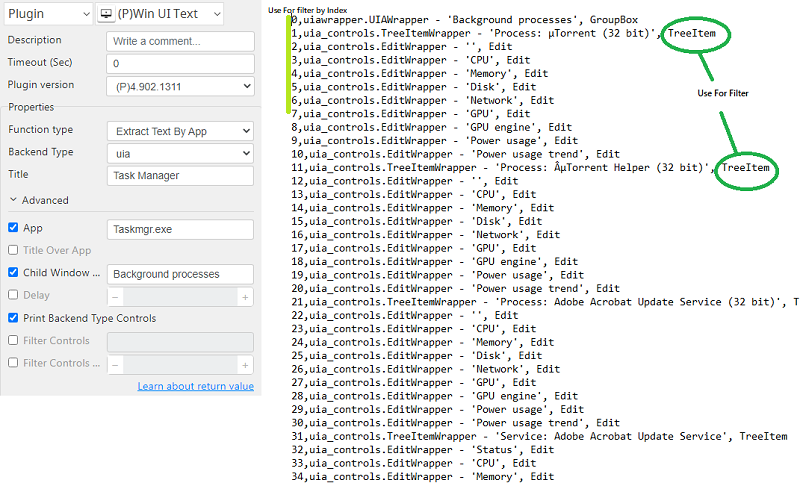 Plugin
(P)Win UI Text
Description
Write a comment...
Timeout (Sec)
0
Plugin version
(P)4.902.1311
Properties
Function type
Extract Text By App
Backend Type
uia
Title
Task Manager
Advanced
App
Taskmgr.exe
Title Over App
Child Window ...
Background processes
Delay
− +
Print Backend Type Controls
Filter Controls
Filter Controls ...
− +
Learn about return value
Use For filter by Index
0,uiawrapper.UIAWrapper - 'Background processes', GroupBox
1,uia_controls.TreeItemWrapper - 'Process: µTorrent (32 bit)', TreeItem
2,uia_controls.EditWrapper - '', Edit
3,uia_controls.EditWrapper - 'CPU', Edit
4,uia_controls.EditWrapper - 'Memory', Edit
5,uia_controls.EditWrapper - 'Disk', Edit
6,uia_controls.EditWrapper - 'Network', Edit
7,uia_controls.EditWrapper - 'GPU', Edit
8,uia_controls.EditWrapper - 'GPU engine', Edit
9,uia_controls.EditWrapper - 'Power usage', Edit
10,uia_controls.EditWrapper - 'Power usage trend', Edit
11,uia_controls.TreeItemWrapper - 'Process: ÂµTorrent Helper (32 bit)', TreeItem
12,uia_controls.EditWrapper - '', Edit
13,uia_controls.EditWrapper - 'CPU', Edit
14,uia_controls.EditWrapper - 'Memory', Edit
15,uia_controls.EditWrapper - 'Disk', Edit
16,uia_controls.EditWrapper - 'Network', Edit
17,uia_controls.EditWrapper - 'GPU', Edit
18,uia_controls.EditWrapper - 'GPU engine', Edit
19,uia_controls.EditWrapper - 'Power usage', Edit
20,uia_controls.EditWrapper - 'Power usage trend', Edit
21,uia_controls.TreeItemWrapper - 'Process: Adobe Acrobat Update Service (32 bit)', T
22,uia_controls.EditWrapper - '', Edit
23,uia_controls.EditWrapper - 'CPU', Edit
24,uia_controls.EditWrapper - 'Memory', Edit
25,uia_controls.EditWrapper - 'Disk', Edit
26,uia_controls.EditWrapper - 'Network', Edit
27,uia_controls.EditWrapper - 'GPU', Edit
28,uia_controls.EditWrapper - 'GPU engine', Edit
29,uia_controls.EditWrapper - 'Power usage', Edit
30,uia_controls.EditWrapper - 'Power usage trend', Edit
31,uia_controls.TreeItemWrapper - 'Service: Adobe Acrobat Update Service', TreeItem
32,uia_controls.EditWrapper - 'Status', Edit
33,uia_controls.EditWrapper - 'CPU', Edit
34,uia_controls.EditWrapper - 'Memory', Edit
Use For Filter